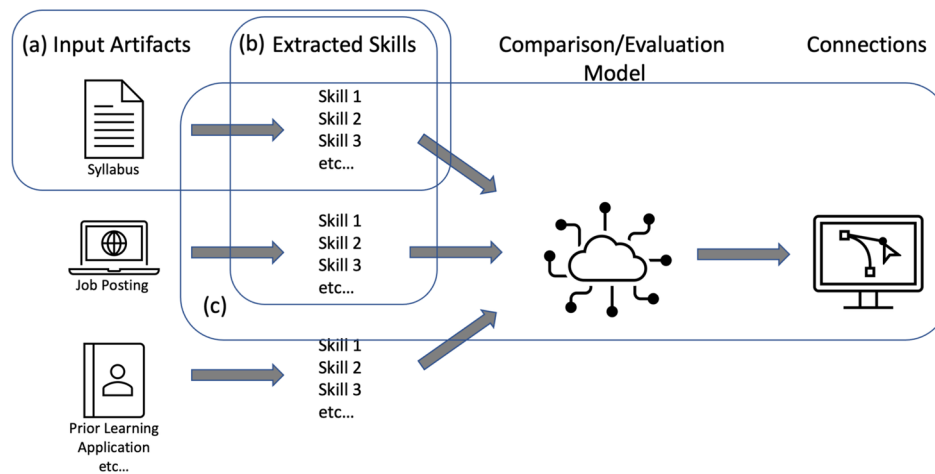 (a) Input Artifacts
(b) Extracted Skills
Comparison/Evaluation
Model
Connections
Syllabus
Skill 1
Skill 2
Skill 3
etc...
Job Posting
Skill 1
Skill 2
Skill 3
etc...
(c)
Prior Learning
Application
etc...
Skill 1
Skill 2
Skill 3
etc...